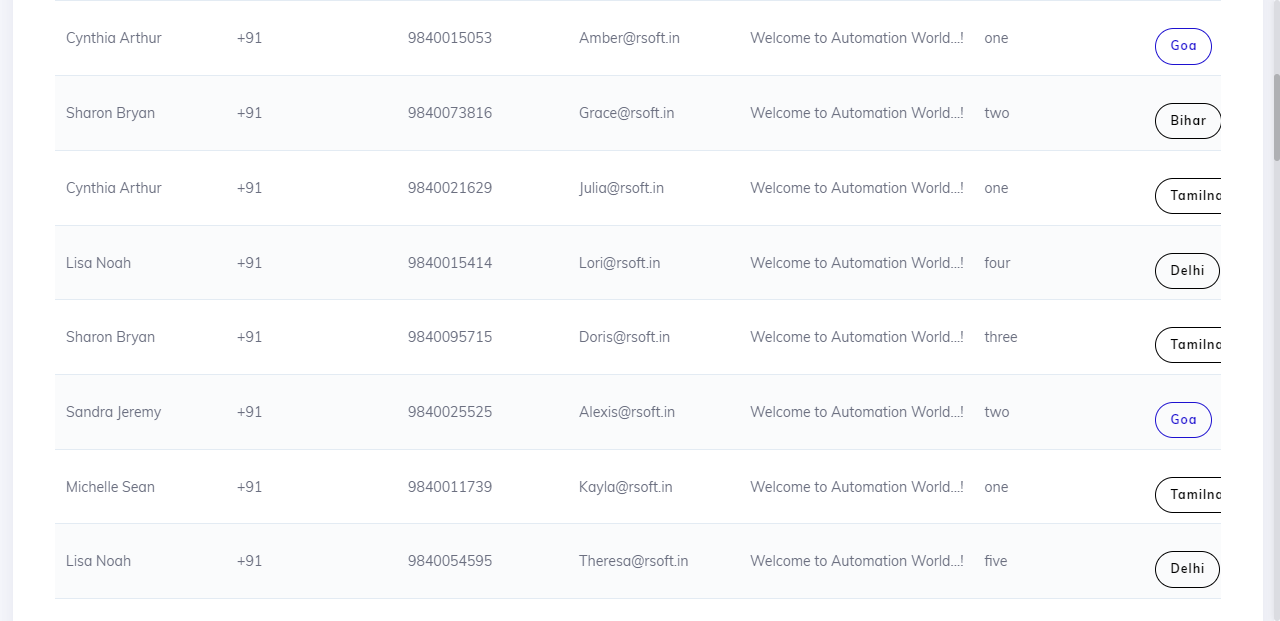 Cynthia Arthur +91 9840015053 Amber@rsoft.in Welcome to Automation World...! one Goa
Sharon Bryan +91 9840073816 Grace@rsoft.in Welcome to Automation World...! two Bihar
Cynthia Arthur +91 9840021629 Julia@rsoft.in Welcome to Automation World...! one Tamilna
Lisa Noah +91 9840015414 Lori@rsoft.in Welcome to Automation World...! four Delhi
Sharon Bryan +91 9840095715 Doris@rsoft.in Welcome to Automation World...! three Tamilna
Sandra Jeremy +91 9840025525 Alexis@rsoft.in Welcome to Automation World...! two Goa
Michelle Sean +91 9840011739 Kayla@rsoft.in Welcome to Automation World...! one Tamilna
Lisa Noah +91 9840054595 Theresa@rsoft.in Welcome to Automation World...! five Delhi